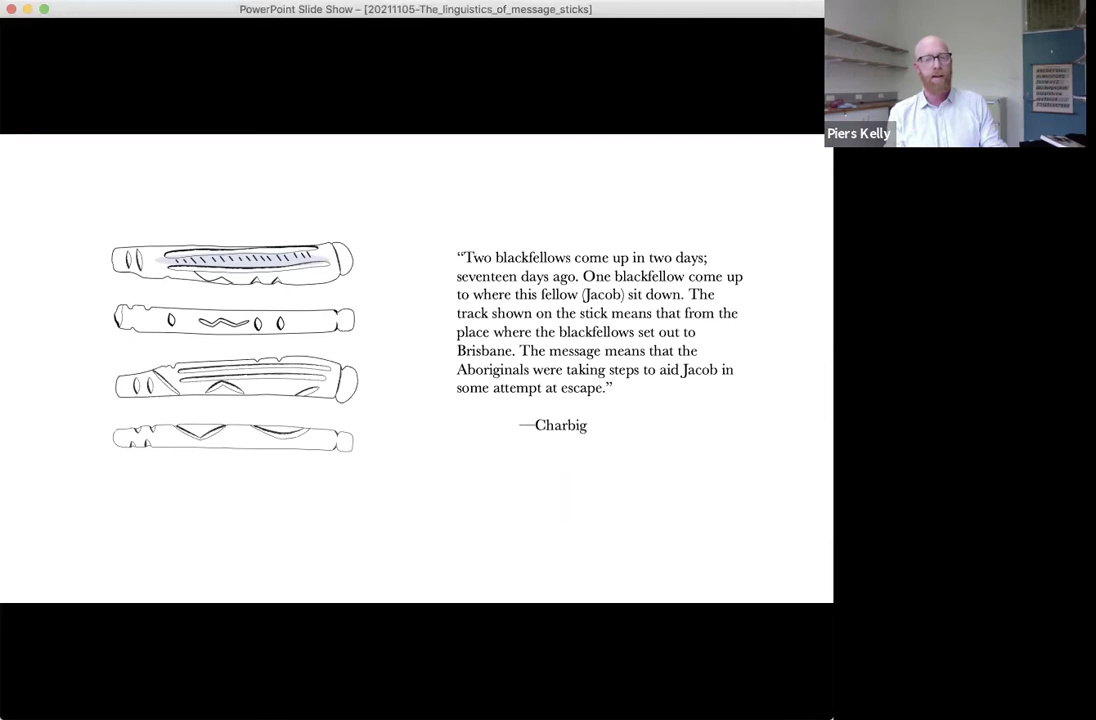 PowerPoint Slide Show – [20211105-The_linguistics_of_message_sticks]
Piers Kelly
“Two blackfellows come up in two days;
seventeen days ago. One blackfellow come up
to where this fellow (Jacob) sit down. The
track shown on the stick means that from the
place where the blackfellows set out to
Brisbane. The message means that the
Aboriginals were taking steps to aid Jacob in
some attempt at escape.”
—Charbig